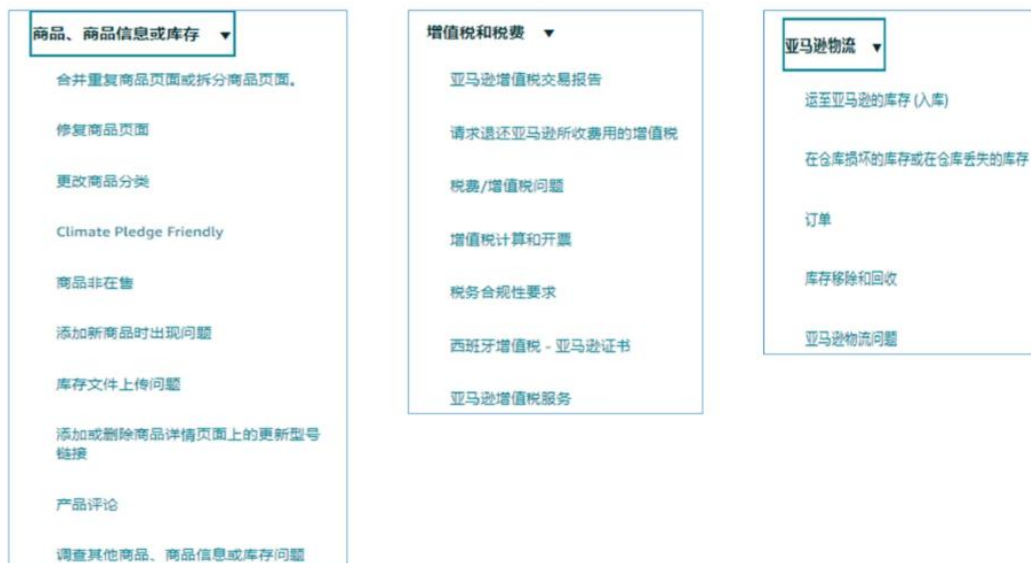 商品、商品信息或库存 ▼
合并重复商品页面或拆分商品页面。
修复商品页面
更改商品分类
Climate Pledge Friendly
商品非在售
添加新商品时出现问题
库存文件上传问题
添加或删除商品详情页面上的更新型号
链接
产品评论
调查其他商品、商品信息或库存问题
增值税和税费 ▼
亚马逊增值税交易报告
请求退还亚马逊所收费用的增值税
税费/增值税问题
增值税计算和开票
税务合规性要求
西班牙增值税 - 亚马逊证书
亚马逊增值税服务
亚马逊物流 ▼
运至亚马逊的库存 (入库)
在仓库损坏的库存或在仓库丢失的库存
订单
库存移除和回收
亚马逊物流问题